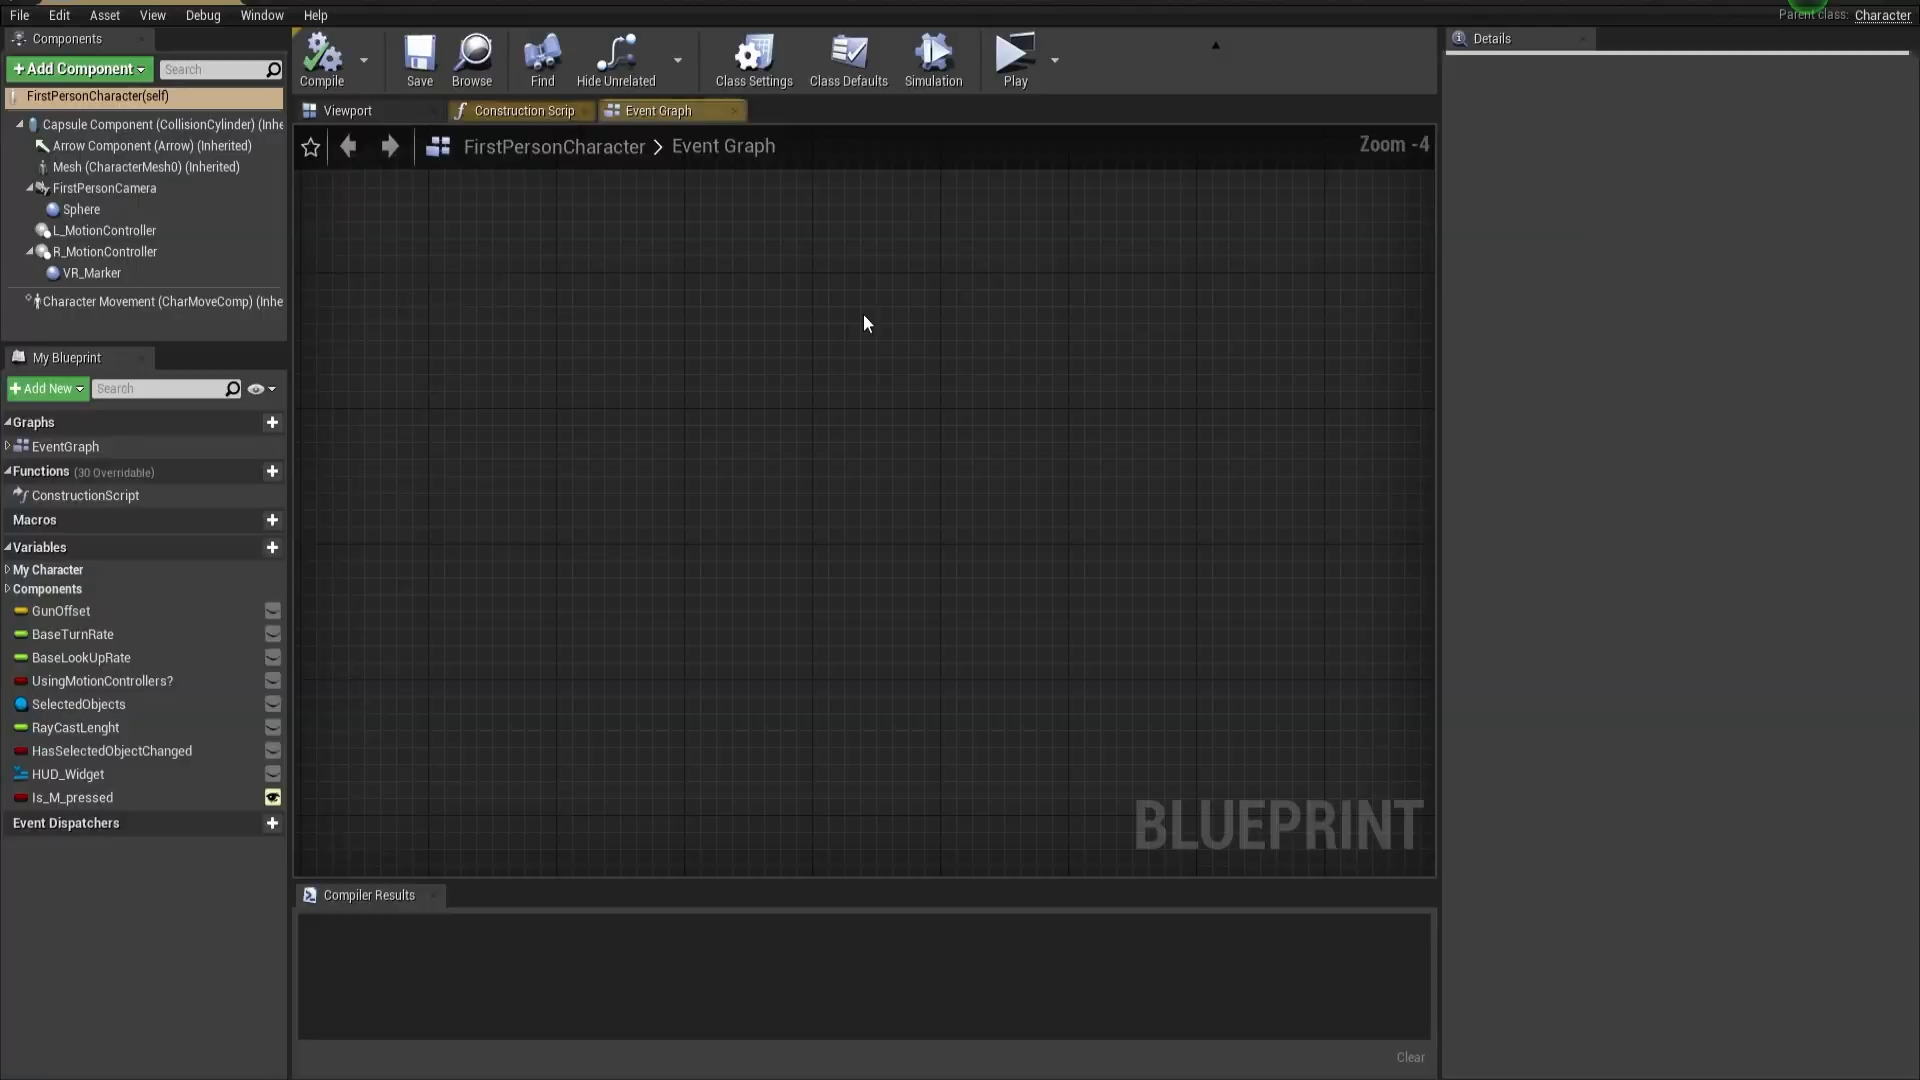 File Edit Asset View Debug Window Help
Parent class: Character
Components
+Add Component Search
FirstPersonCharacter(self)
Capsule Component (CollisionCylinder) (Inhe
Arrow Component (Arrow) (Inherited)
Mesh (CharacterMesh0) (Inherited)
FirstPersonCamera
Sphere
L_MotionController
R_MotionController
VR_Marker
Character Movement (CharMoveComp) (Inhe
My Blueprint
+Add New Search
Graphs
EventGraph
Functions (30 Overridable)
ConstructionScript
Macros
Variables
My Character
Components
GunOffset
BaseTurnRate
BaseLookUpRate
UsingMotionControllers?
SelectedObjects
RayCastLenght
HasSelectedObjectChanged
HUD_Widget
Is_M_pressed
Event Dispatchers
Compile Save Browse Find Hide Unrelated Class Settings Class Defaults Simulation Play
Viewport Construction Scrip Event Graph
FirstPersonCharacter > Event Graph
Zoom -4
BLUEPRINT
Compiler Results
Clear
Details